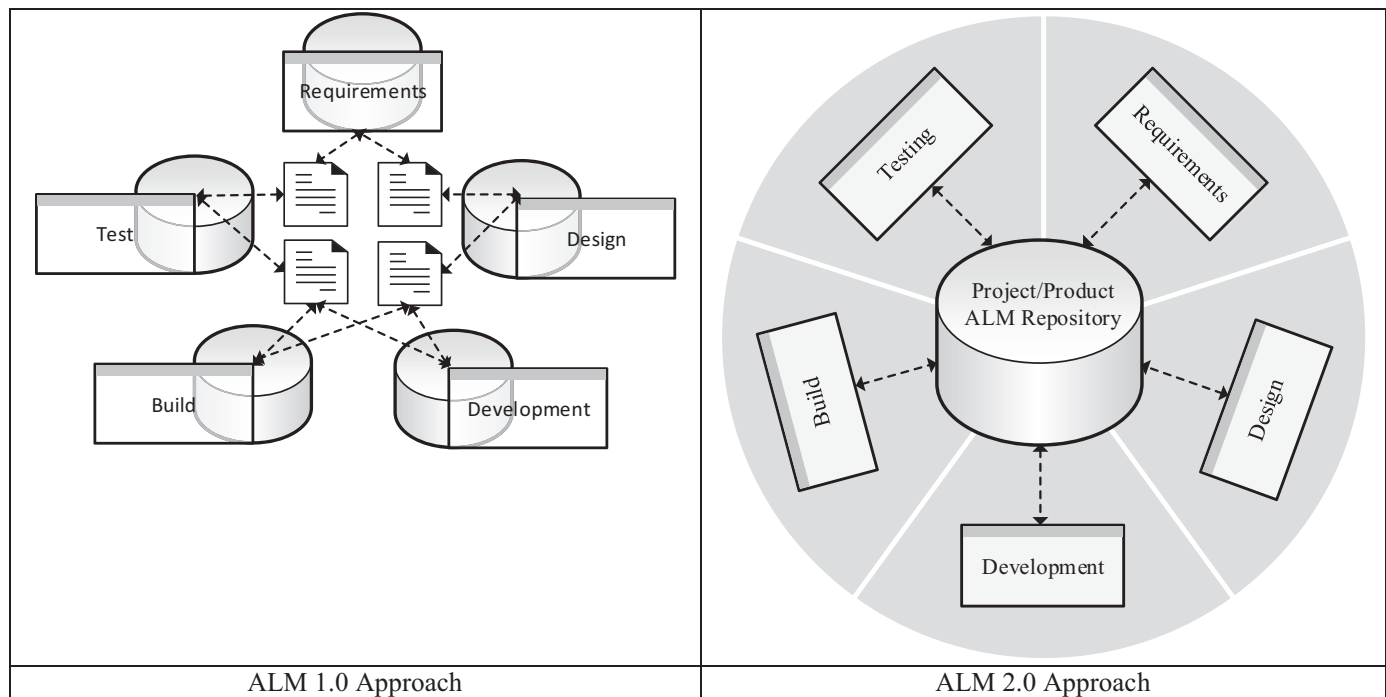 Requirements
Test
Design
Build
Development
Testing
Requirements
Project/Product
ALM Repository
Build
Design
Development
ALM 1.0 Approach
ALM 2.0 Approach